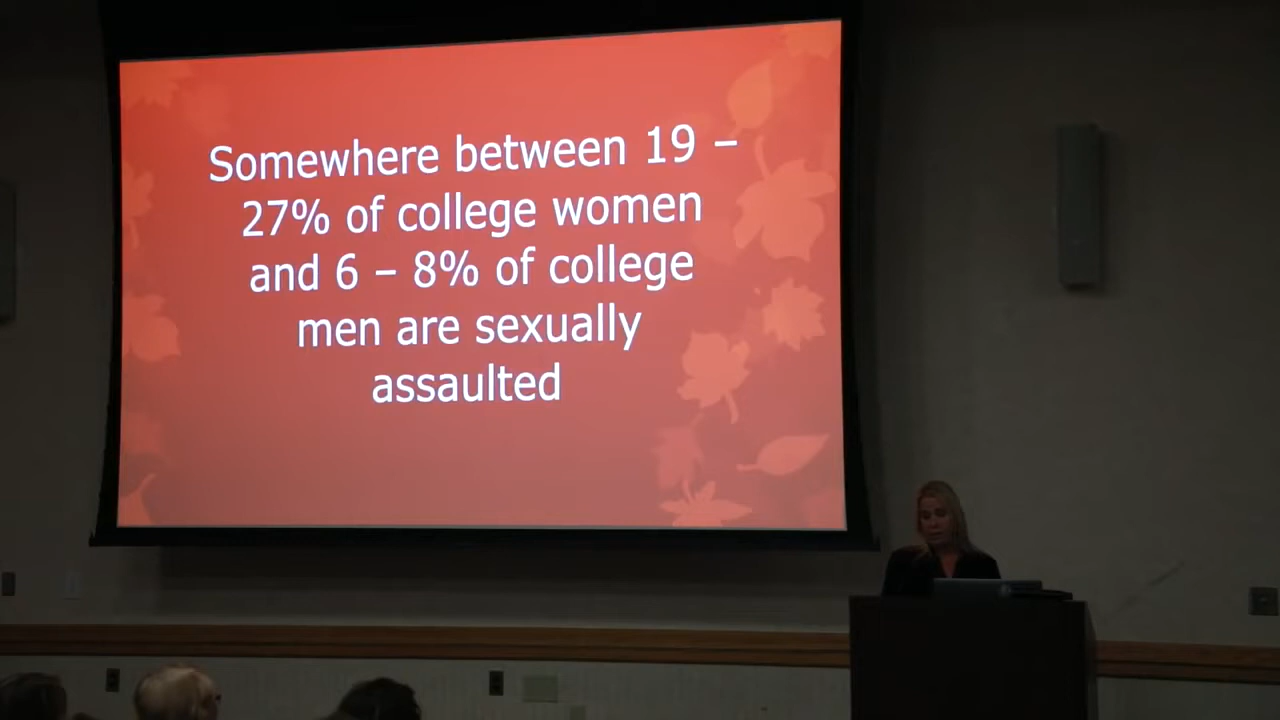 Somewhere between 19 –
27% of college women
and 6 – 8% of college
men are sexually
assaulted